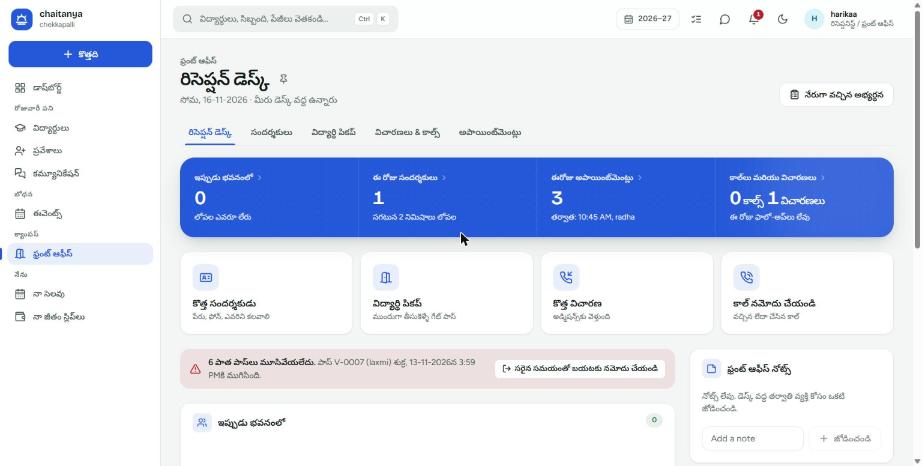 chaitanya
chekkapalli
విద్యార్థులు, సిబ్బంది, పేజీలు వెతకండి...
Ctrl K
2026-27
1
H
harikaa
రిసెప్షనిస్ట్ / ఫ్రంట్ ఆఫీస్
+ కొత్తది
డాష్‌బోర్డ్
రోజువారీ పని
విద్యార్థులు
ప్రవేశాలు
కమ్యూనికేషన్
బోధన
ఈవెంట్స్
క్యాంపస్
ఫ్రంట్ ఆఫీస్
నేను
నా సెలవు
నా జీతం స్లిప్‌లు
ఫ్రంట్ ఆఫీస్
రిసెప్షన్ డెస్క్
సోమ, 16-11-2026 · మీరు డెస్క్ వద్ద ఉన్నారు
నేరుగా వచ్చిన అభ్యర్థన
రిసెప్షన్ డెస్క్
సందర్శకులు
విద్యార్థి పికప్
విచారణలు & కాల్స్
అపాయింట్‌మెంట్లు
ఇప్పుడు భవనంలో
0
లోపల ఎవరూ లేరు
ఈ రోజు సందర్శకులు
1
సగటున 2 నిమిషాలు లోపల
ఈరోజు అపాయింట్‌మెంట్లు
3
తర్వాత: 10:45 AM, radha
కాల్‌లు మరియు విచారణలు
0 కాల్స్ 1 విచారణలు
ఈ రోజు ఫాలో-అప్‌లు లేవు
కొత్త సందర్శకుడు
పేరు, ఫోన్, ఎవరిని కలవాలి
విద్యార్థి పికప్
ముందుగా తీసుకెళ్ళే గేట్ పాస్
కొత్త విచారణ
అడ్మిషన్స్‌కు వెళ్తుంది
కాల్ నమోదు చేయండి
వచ్చిన లేదా చేసిన కాల్
6 పాత పాస్‌లు మూసివేయలేదు. పాస్ V-0007 (laxmi) శుక్ర, 13-11-2026న 3:59
PMకి ముగిసింది.
సరైన సమయంతో బయటకు నమోదు చేయండి
ఇప్పుడు భవనంలో
0
ఫ్రంట్ ఆఫీస్ నోట్స్
నోట్స్ లేవు. డెస్క్ వద్ద తర్వాతి వ్యక్తి కోసం ఒకటి
జోడించండి.
Add a note
+ జోడించండి